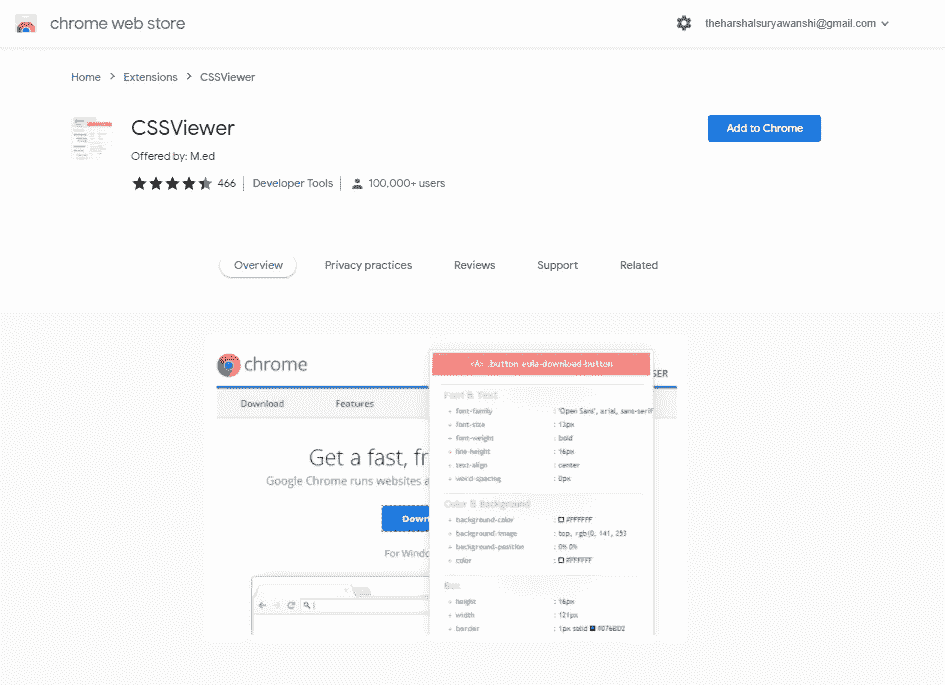 chrome web store
theharshalsuryawanshi@gmail.com
Home > Extensions > CSSViewer
CSSViewer
Add to Chrome
Offered by: M.ed
466 Developer Tools 100,000+ users
Overview Privacy practices Reviews Support Related
chrome
<A> .button eula-download-button
SER
Download Features
Font & Text
font-family : 'Open Sans', arial, sans-serif
font-size : 13px
font-weight : bold
line-height : 16px
text-align : center
word-spacing : 0px
Get a fast, fr
Google Chrome runs websites a
Color & Background
background-color : #FFFFFF
background-image : top, rgb(0, 141, 253
background-position : 0% 0%
color : #FFFFFF
Down
For Windo
Box
height : 16px
width : 121px
border : 1px solid